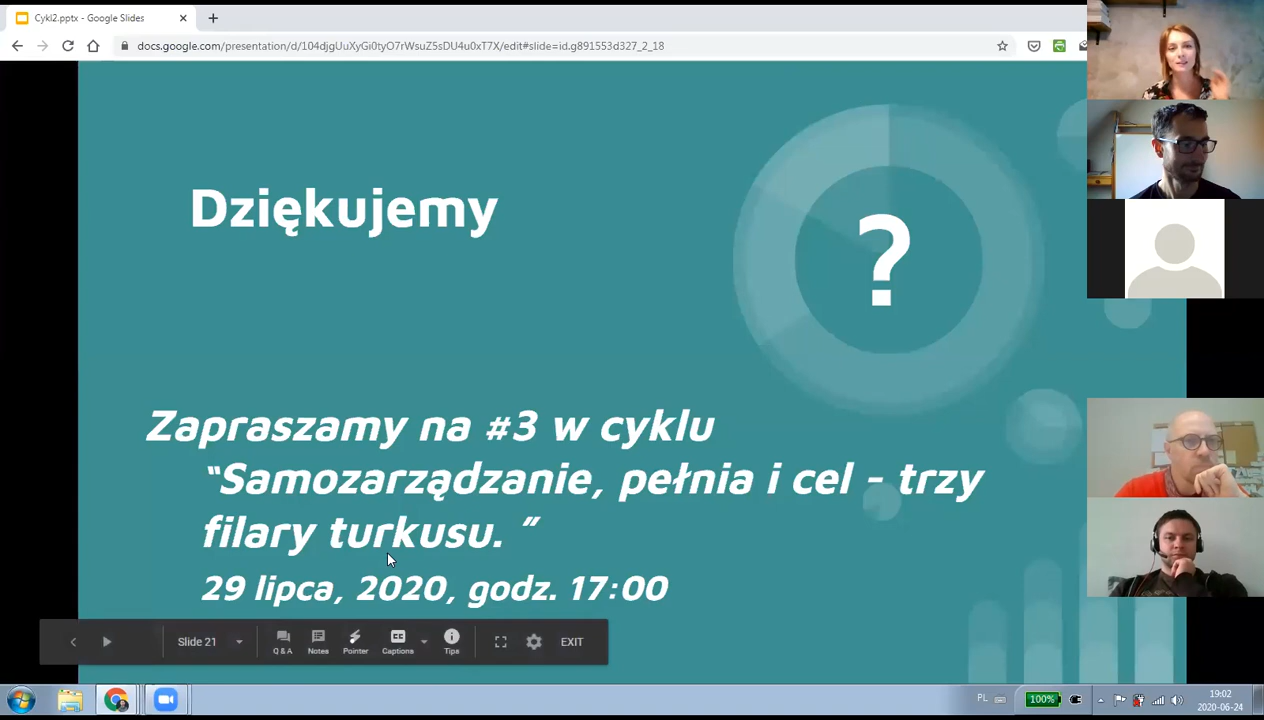 Cykl2.pptx - Google Slides
docs.google.com/presentation/d/104djgUuXyGi0tyO7rWsuZ5sDU4u0xT7X/edit#slide=id.g891553d327_2_18
Dziękujemy
?
Zapraszamy na #3 w cyklu
“Samozarządzanie, pełnia i cel - trzy
filary turkusu. ”
29 lipca, 2020, godz. 17:00
Slide 21
Q & A
Notes
Pointer
CC
Captions
Tips
EXIT
PL
100%
19:02
2020-06-24